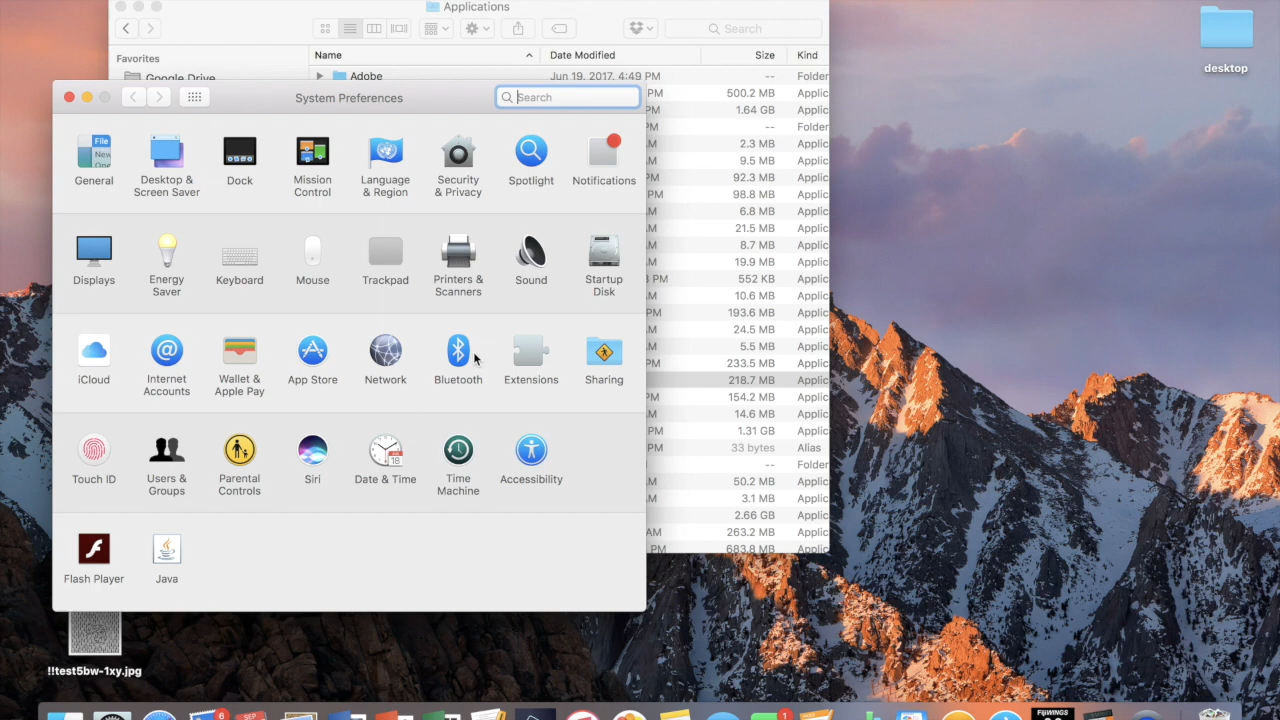 Applications
Search
desktop
Favorites
Google Drive
Name
Date Modified
Size
Kind
Adobe
Jun 19, 2017, 4:49 PM
--
Folder
System Preferences
Search
PM 500.2 MB Applic
PM 1.64 GB Applic
PM -- Folder
M 2.3 MB Applic
M 9.5 MB Applic
PM 92.3 MB Applic
PM 98.8 MB Applic
M 6.8 MB Applic
M 21.5 MB Applic
M 8.7 MB Applic
M 19.9 MB Applic
PM 552 KB Applic
M 10.6 MB Applic
PM 193.6 MB Applic
M 24.5 MB Applic
M 5.5 MB Applic
PM 233.5 MB Applic
218.7 MB Applic
PM 154.2 MB Applic
M 14.6 MB Applic
PM 1.31 GB Applic
PM 33 bytes Alias
-- Folder
M 50.2 MB Applic
M 3.1 MB Applic
M 2.66 GB Applic
AM 263.2 MB Applic
PM 683.8 MB Applic
File
New
General
Desktop &
Screen Saver
Dock
Mission
Control
Language
& Region
Security
& Privacy
Spotlight
Notifications
Displays
Energy
Saver
Keyboard
Mouse
Trackpad
Printers &
Scanners
Sound
Startup
Disk
iCloud
@
Internet
Accounts
Wallet &
Apple Pay
App Store
Network
Bluetooth
Extensions
Sharing
Touch ID
Users &
Groups
Parental
Controls
Siri
18
Date & Time
Time
Machine
Accessibility
Flash Player
Java
!!test5bw-1xy.jpg
6
SEP
1
FijiWINGS